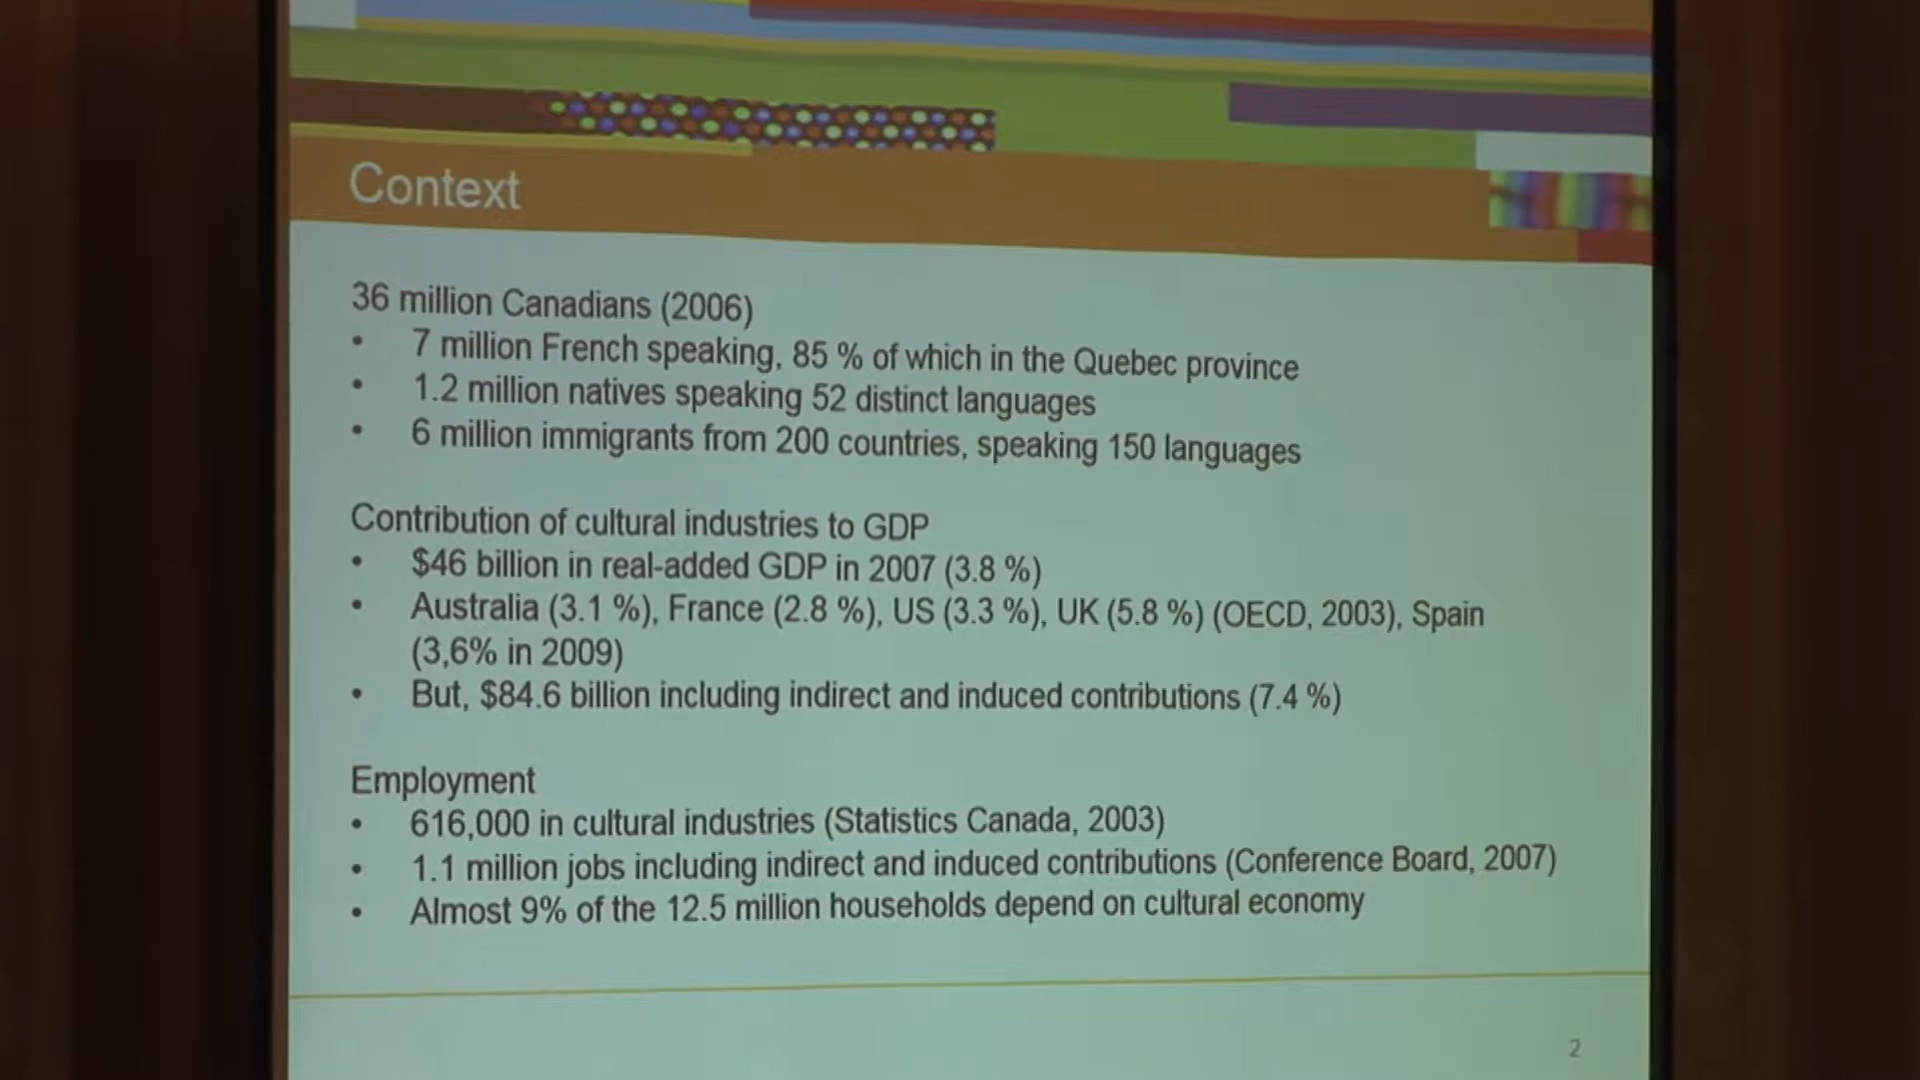 Context
36 million Canadians (2006)
• 7 million French speaking, 85 % of which in the Quebec province
• 1.2 million natives speaking 52 distinct languages
• 6 million immigrants from 200 countries, speaking 150 languages
Contribution of cultural industries to GDP
• $46 billion in real-added GDP in 2007 (3.8 %)
• Australia (3.1 %), France (2.8 %), US (3.3 %), UK (5.8 %) (OECD, 2003), Spain
(3,6% in 2009)
• But, $84.6 billion including indirect and induced contributions (7.4 %)
Employment
• 616,000 in cultural industries (Statistics Canada, 2003)
• 1.1 million jobs including indirect and induced contributions (Conference Board, 2007)
• Almost 9% of the 12.5 million households depend on cultural economy
2